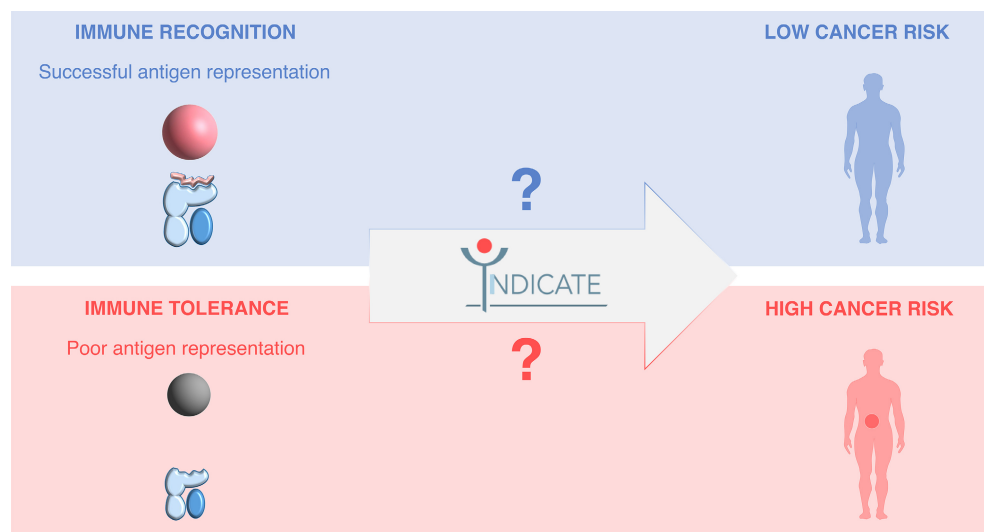 IMMUNE RECOGNITION
LOW CANCER RISK
Successful antigen representation
?
INDICATE
IMMUNE TOLERANCE
HIGH CANCER RISK
Poor antigen representation
?